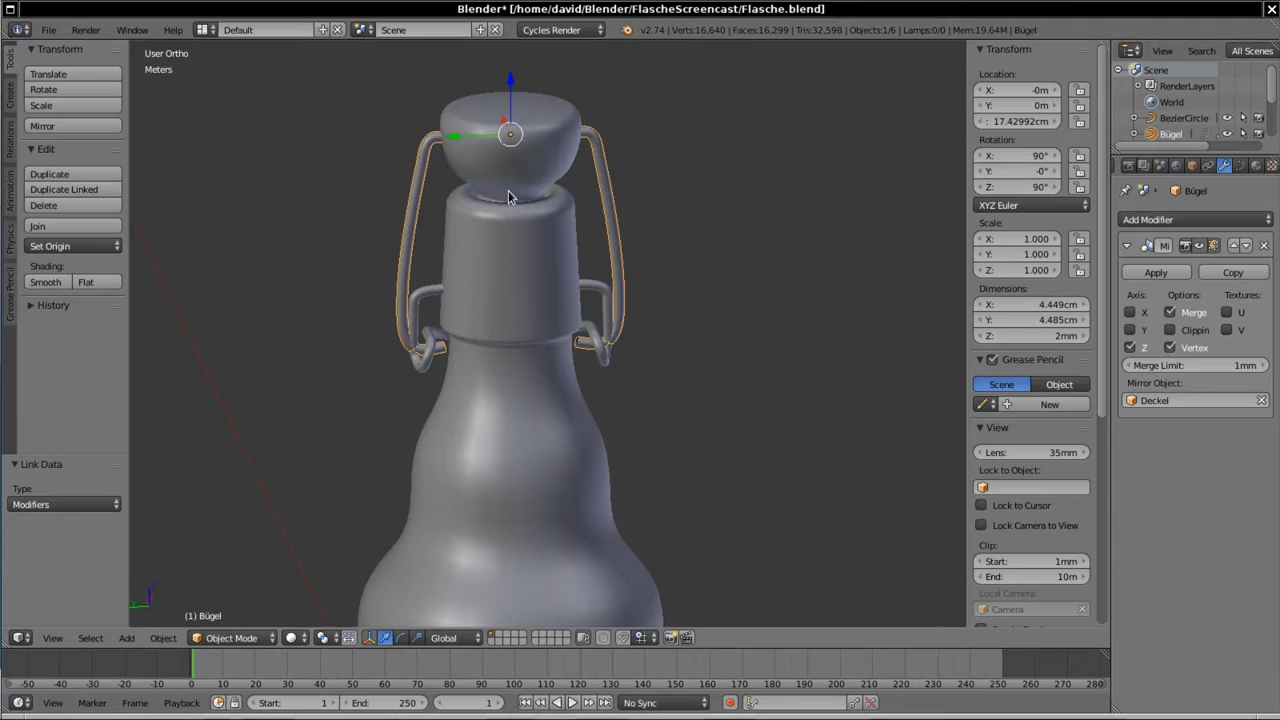 Blender* [/home/david/Blender/FlascheScreencast/Flasche.blend]
File Render Window Help Default Scene Cycles Render v2.74 | Verts:16,640 | Faces:16,299 | Tris:32,598 | Objects:1/6 | Lamps:0/0 | Mem:19.64M | Bügel
View Search All Scenes
Tools
Create
Relations
Animation
Physics
Grease Pencil
Transform
Translate
Rotate
Scale
Mirror
Edit
Duplicate
Duplicate Linked
Delete
Join
Set Origin
Shading:
Smooth Flat
History
Link Data
Type
Modifiers
User Ortho
Meters
(1) Bügel
Transform
Location:
X: -0m
Y: 0m
: 17.42992cm
Rotation:
X: 90°
Y: -0°
Z: 90°
XYZ Euler
Scale:
X: 1.000
Y: 1.000
Z: 1.000
Dimensions:
X: 4.449cm
Y: 4.485cm
Z: 2mm
Grease Pencil
Scene Object
New
View
Lens: 35mm
Lock to Object:
Lock to Cursor
Lock Camera to View
Clip:
Start: 1mm
End: 10m
Local Camera:
Camera
Scene
RenderLayers
World
BezierCircle
Bügel
Bügel
Add Modifier
Mi
Apply Copy
Axis: Options: Textures:
X Merge U
Y Clippin V
Z Vertex
Merge Limit: 1mm
Mirror Object:
Deckel
View Select Add Object Object Mode Global
-50 -40 -30 -20 -10 0 10 20 30 40 50 60 70 80 90 100 110 120 130 140 150 160 170 180 190 200 210 220 230 240 250 260 270 280
View Marker Frame Playback Start: 1 End: 250 1 No Sync